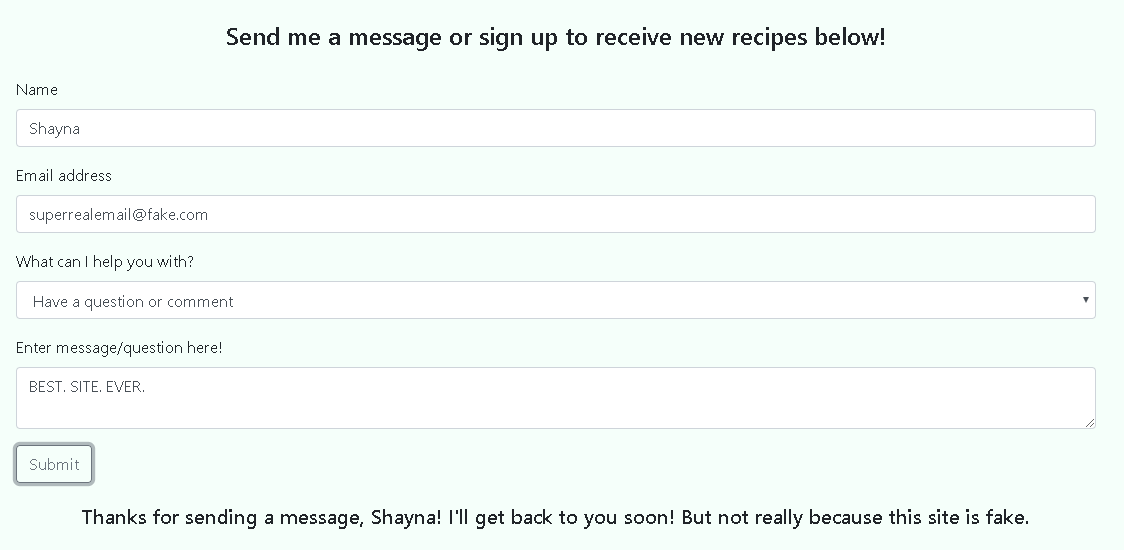 Send me a message or sign up to receive new recipes below!
Name
Shayna
Email address
superrealemail@fake.com
What can I help you with?
Have a question or comment
Enter message/question here!
BEST. SITE. EVER.
Submit
Thanks for sending a message, Shayna! I'll get back to you soon! But not really because this site is fake.